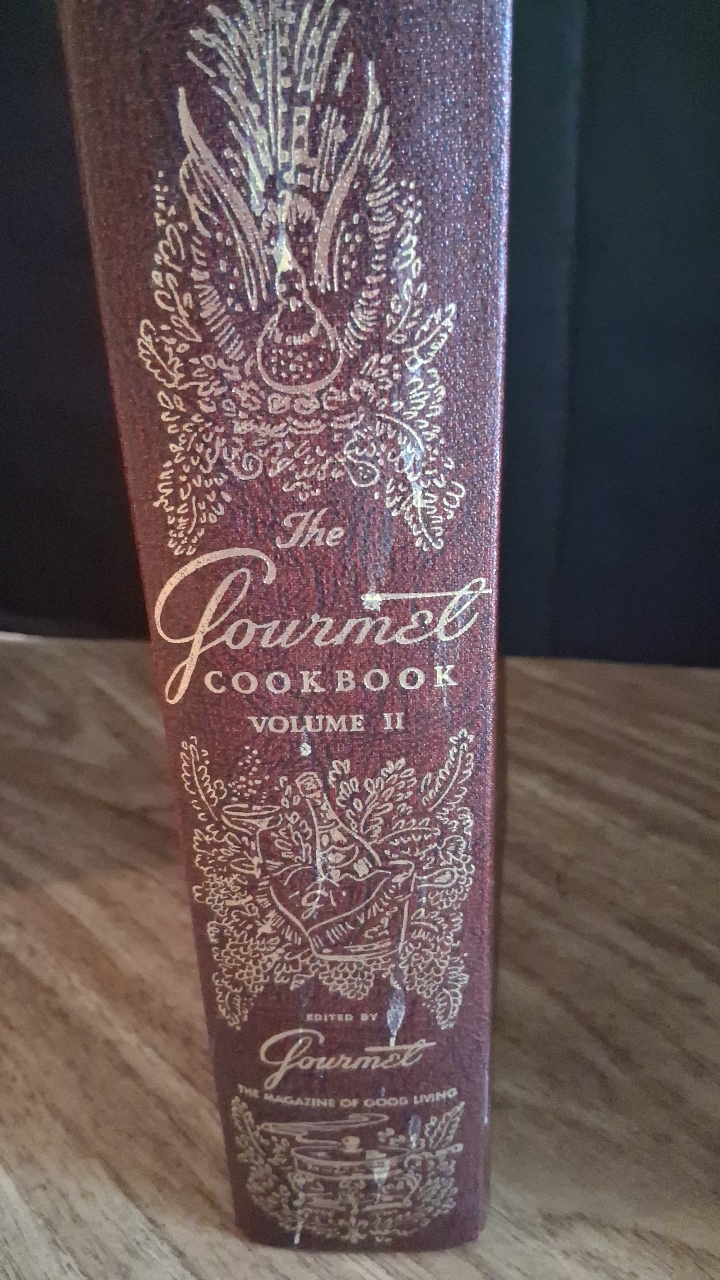 The
Gourmet
COOKBOOK
VOLUME II
EDITED BY
Gourmet
THE MAGAZINE OF GOOD LIVING